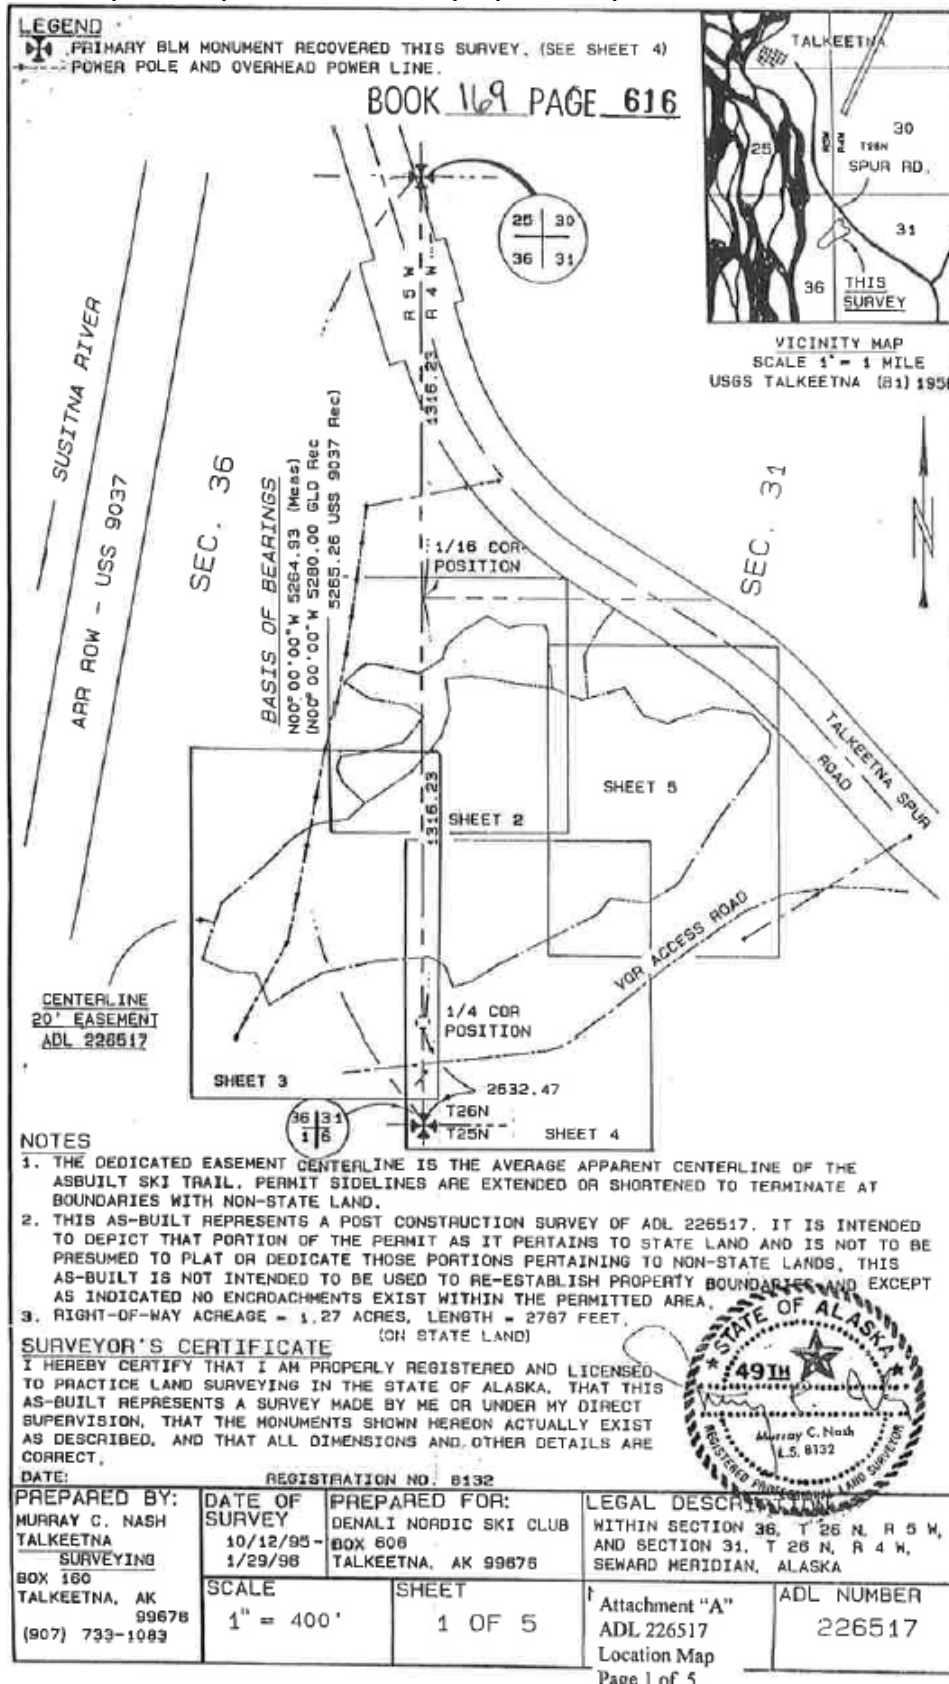 LEGEND
PRIMARY BLM MONUMENT RECOVERED THIS SURVEY. (SEE SHEET 4)
POWER POLE AND OVERHEAD POWER LINE.
BOOK 169 PAGE 616
TALKEETNA
30
25
T26N
SPUR RD.
31
36
THIS
SURVEY
VICINITY MAP
SCALE 1" = 1 MILE
USGS TALKEETNA (B1) 1958
25 30
36 31
R 5 W
R 4 W
1316.23
SUSITNA RIVER
ARR ROW - USS 9037
SEC. 36
BASIS OF BEARINGS
N00°00'00"W 5264.93 (Meas)
(N00°00'00"W 5280.00 GLO Rec
5265.26 USS 9037 Rec)
SEC. 31
N
1/16 COR
POSITION
TALKEETNA SPUR
ROAD
SHEET 5
1316.23
SHEET 2
VOR ACCESS ROAD
CENTERLINE
20' EASEMENT
ADL 226517
1/4 COR
POSITION
SHEET 3
2632.47
36 31
1 6
T26N
T25N
SHEET 4
NOTES
1. THE DEDICATED EASEMENT CENTERLINE IS THE AVERAGE APPARENT CENTERLINE OF THE
ASBUILT SKI TRAIL. PERMIT SIDELINES ARE EXTENDED OR SHORTENED TO TERMINATE AT
BOUNDARIES WITH NON-STATE LAND.
2. THIS AS-BUILT REPRESENTS A POST CONSTRUCTION SURVEY OF ADL 226517. IT IS INTENDED
TO DEPICT THAT PORTION OF THE PERMIT AS IT PERTAINS TO STATE LAND AND IS NOT TO BE
PRESUMED TO PLAT OR DEDICATE THOSE PORTIONS PERTAINING TO NON-STATE LANDS. THIS
AS-BUILT IS NOT INTENDED TO BE USED TO RE-ESTABLISH PROPERTY BOUNDARIES AND EXCEPT
AS INDICATED NO ENCROACHMENTS EXIST WITHIN THE PERMITTED AREA.
3. RIGHT-OF-WAY ACREAGE = 1.27 ACRES, LENGTH = 2767 FEET.
(ON STATE LAND)
SURVEYOR'S CERTIFICATE
I HEREBY CERTIFY THAT I AM PROPERLY REGISTERED AND LICENSED
TO PRACTICE LAND SURVEYING IN THE STATE OF ALASKA, THAT THIS
AS-BUILT REPRESENTS A SURVEY MADE BY ME OR UNDER MY DIRECT
SUPERVISION, THAT THE MONUMENTS SHOWN HEREON ACTUALLY EXIST
AS DESCRIBED, AND THAT ALL DIMENSIONS AND OTHER DETAILS ARE
CORRECT.
DATE: REGISTRATION NO. 8132
STATE OF ALASKA
49TH
Murray C. Nash
L.S. 8132
REGISTERED PROFESSIONAL LAND SURVEYOR
PREPARED BY:
MURRAY C. NASH
TALKEETNA
SURVEYING
BOX 160
TALKEETNA, AK
99676
(907) 733-1083
DATE OF
SURVEY
10/12/95-
1/29/96
PREPARED FOR:
DENALI NORDIC SKI CLUB
BOX 606
TALKEETNA, AK 99676
LEGAL DESCRIPTION
WITHIN SECTION 36, T 26 N, R 5 W,
AND SECTION 31, T 26 N, R 4 W,
SEWARD MERIDIAN, ALASKA
SCALE
1" = 400'
SHEET
1 OF 5
Attachment "A"
ADL 226517
Location Map
Page 1 of 5
ADL NUMBER
226517